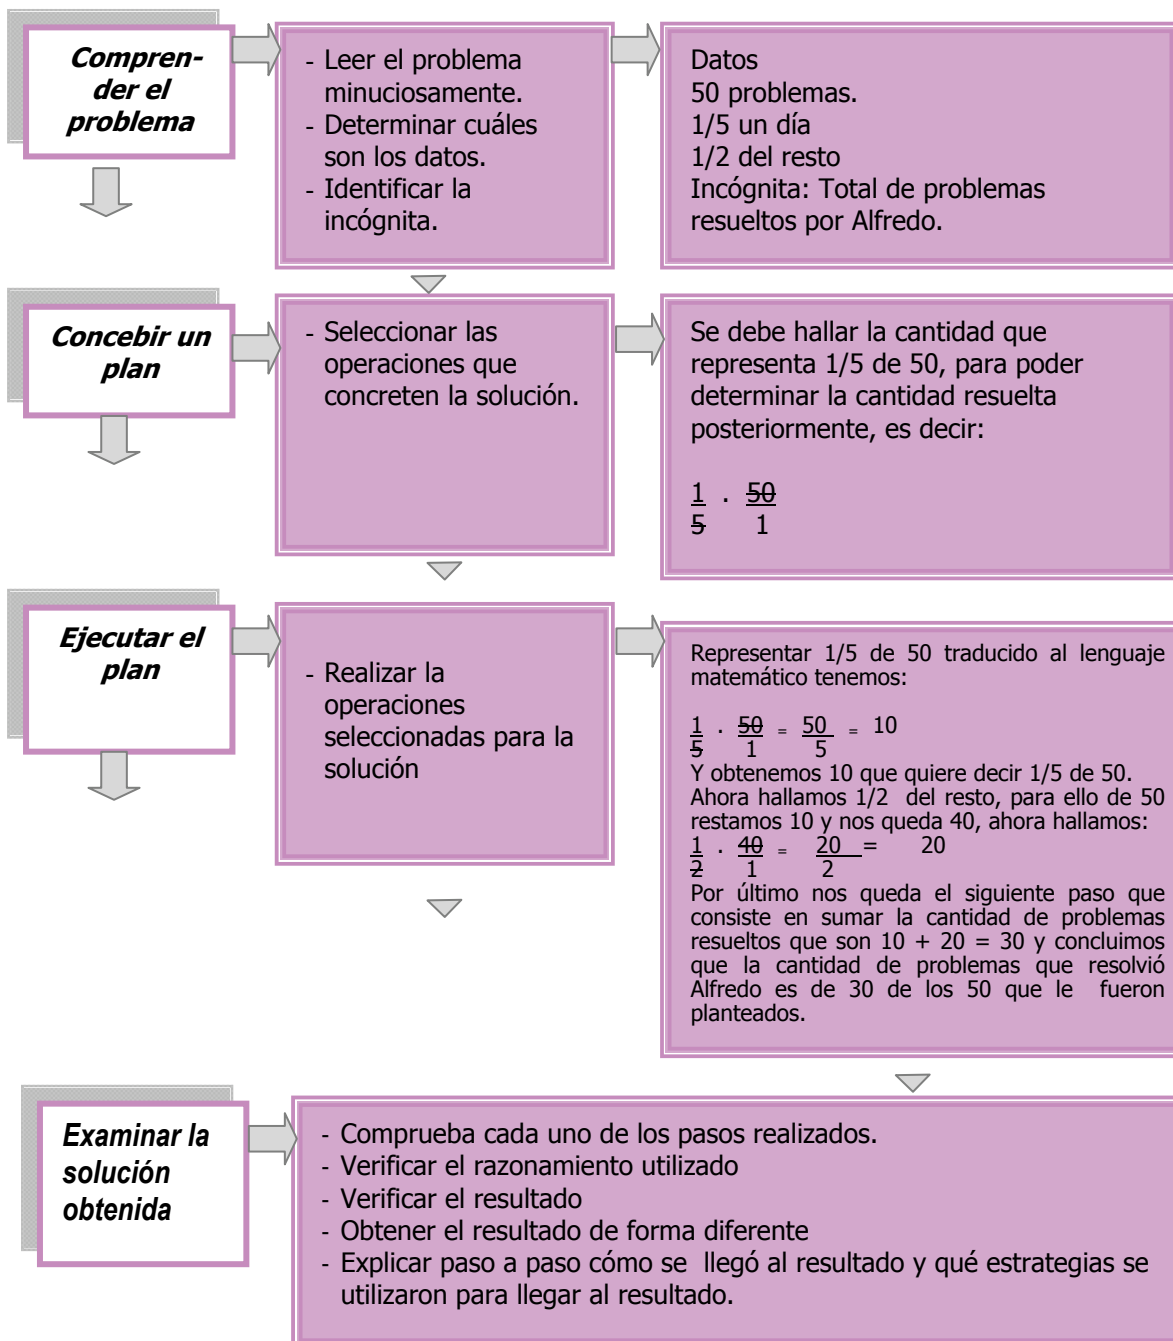 Compren-
der el
problema
- Leer el problema
minuciosamente.
- Determinar cuáles
son los datos.
- Identificar la
incógnita.
Datos
50 problemas.
1/5 un día
1/2 del resto
Incógnita: Total de problemas
resueltos por Alfredo.
Concebir un
plan
- Seleccionar las
operaciones que
concreten la solución.
Se debe hallar la cantidad que
representa 1/5 de 50, para poder
determinar la cantidad resuelta
posteriormente, es decir:
1 . 50
5 1
Ejecutar el
plan
- Realizar la
operaciones
seleccionadas para la
solución
Representar 1/5 de 50 traducido al lenguaje
matemático tenemos:
1 . 50 = 50 = 10
5 1 5
Y obtenemos 10 que quiere decir 1/5 de 50.
Ahora hallamos 1/2 del resto, para ello de 50
restamos 10 y nos queda 40, ahora hallamos:
1 . 40 = 20 = 20
2 1 2
Por último nos queda el siguiente paso que
consiste en sumar la cantidad de problemas
resueltos que son 10 + 20 = 30 y concluimos
que la cantidad de problemas que resolvió
Alfredo es de 30 de los 50 que le fueron
planteados.
Examinar la
solución
obtenida
- Comprueba cada uno de los pasos realizados.
- Verificar el razonamiento utilizado
- Verificar el resultado
- Obtener el resultado de forma diferente
- Explicar paso a paso cómo se llegó al resultado y qué estrategias se
utilizaron para llegar al resultado.